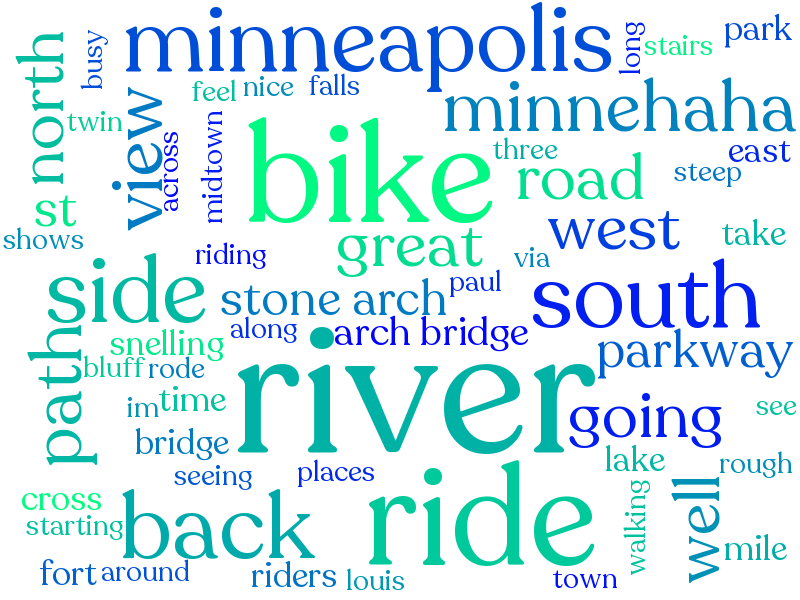 minneapolis
long
park
stairs
busy
north
feel
nice
falls
minnehaha
twin
view
across
midtown
bike
three
east
road
steep
st
shows
riding
great
west
take
via
side
stone arch
paul
south
along
arch bridge
snelling
paths
bluff
rode
river
parkway
im
time
going
see
bridge
seeing
places
lake
rough
cross
starting
back
ride
walking
well
mile
fort
around
riders
louis
town